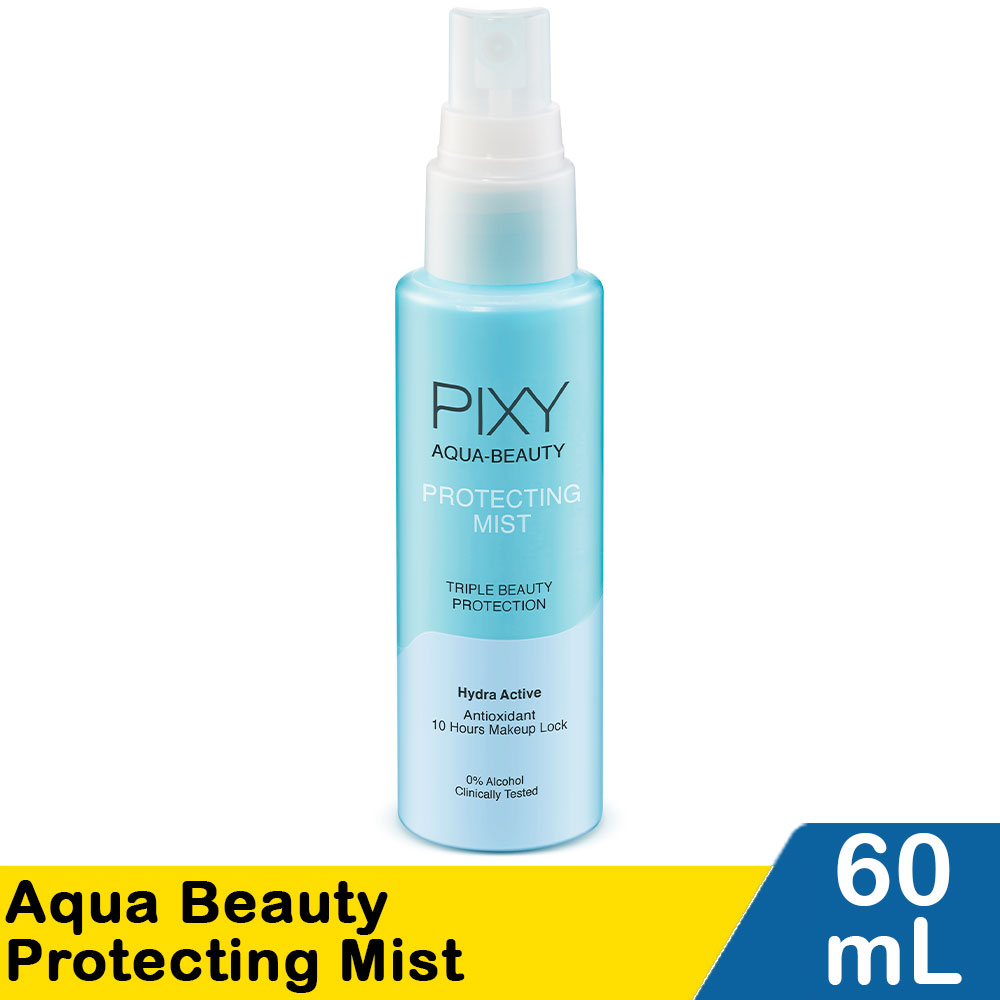 PIXY
AQUA-BEAUTY
PROTECTING
MIST
TRIPLE BEAUTY
PROTECTION
Hydra Active
Antioxidant
10 Hours Makeup Lock
0% Alcohol
Clinically Tested
Aqua Beauty
Protecting Mist
60
mL